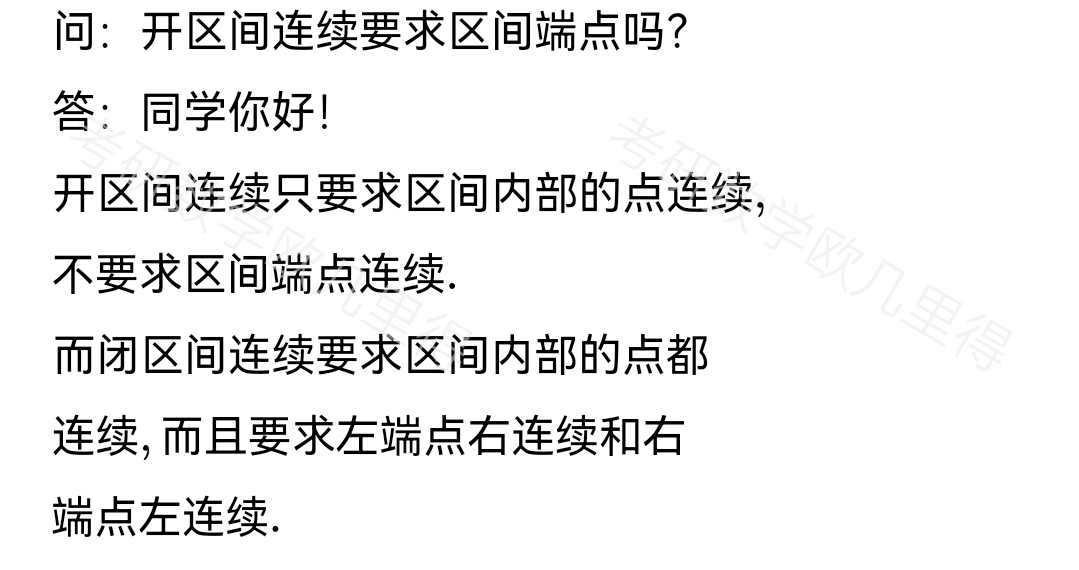 问：开区间连续要求区间端点吗？
答：同学你好！
开区间连续只要求区间内部的点连续，
不要求区间端点连续.
而闭区间连续要求区间内部的点都
连续, 而且要求左端点右连续和右
端点左连续.
考研数学欧几里得
考研数学欧几里得